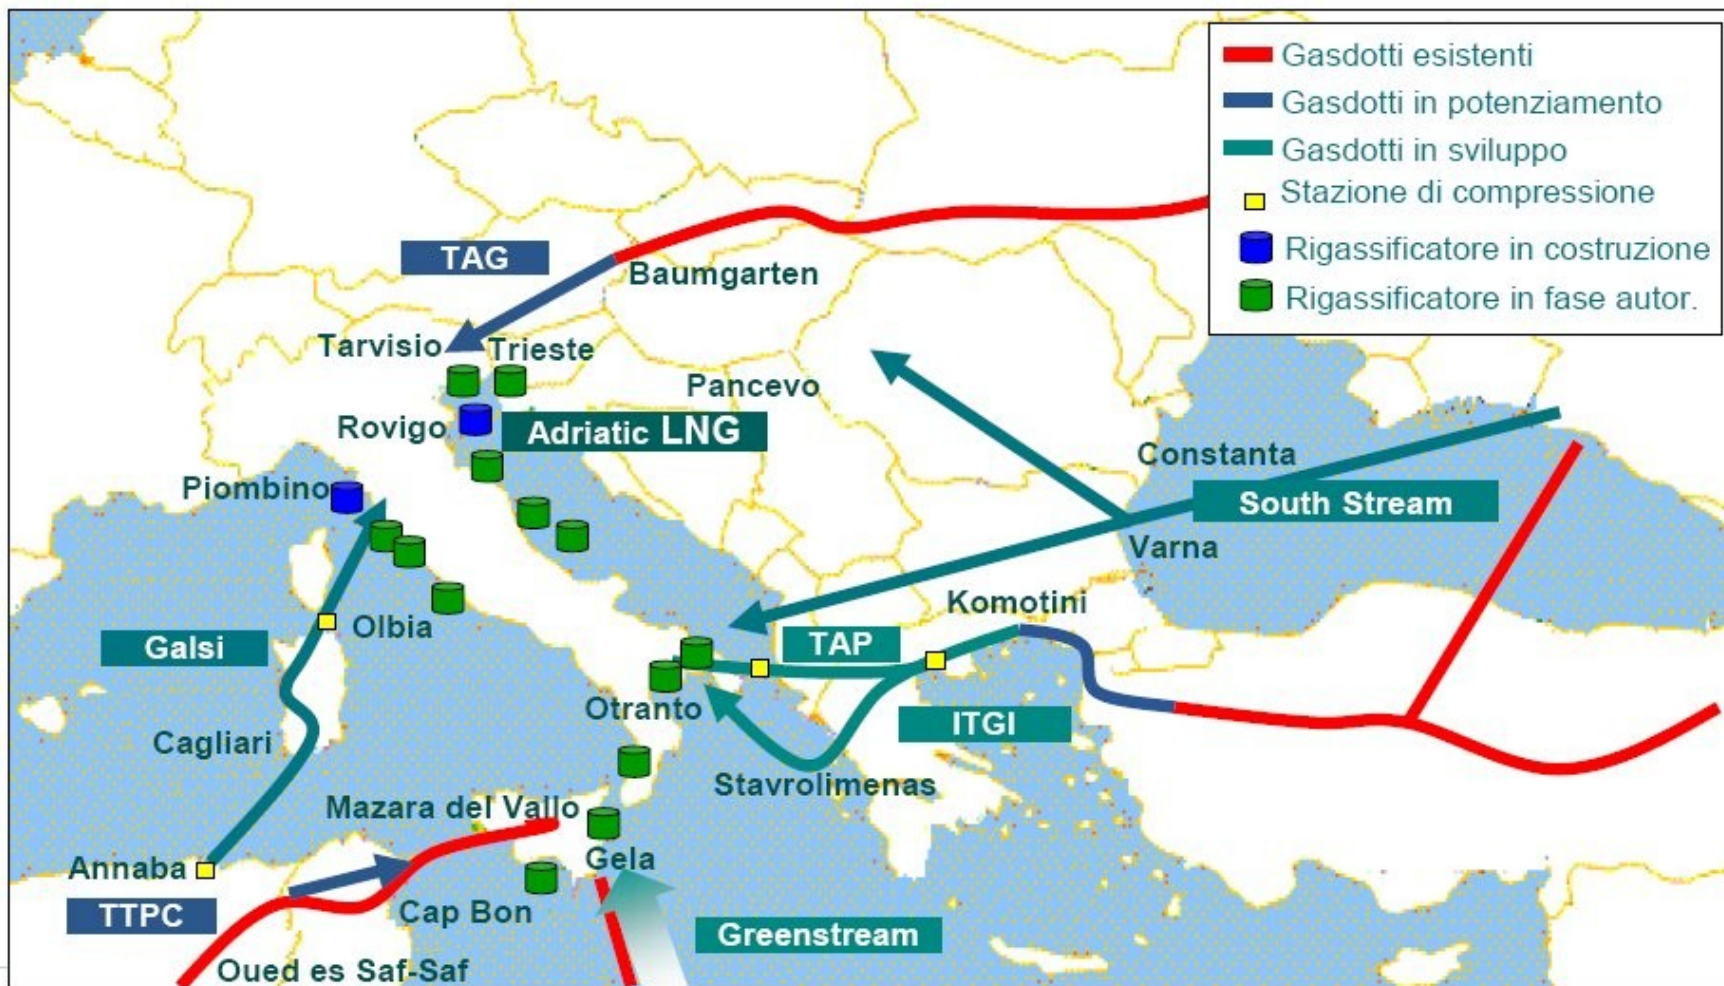 Gasdotti esistenti
Gasdotti in potenziamento
Gasdotti in sviluppo
Stazione di compressione
Rigassificatore in costruzione
Rigassificatore in fase autor.
TAG
Baumgarten
Tarvisio
Trieste
Pancevo
Rovigo
Adriatic LNG
Constanta
Piombino
South Stream
Varna
Komotini
Olbia
Galsi
TAP
Otranto
ITGI
Cagliari
Stavrolimenas
Mazara del Vallo
Gela
Annaba
TTPC
Cap Bon
Greenstream
Oued es Saf-Saf